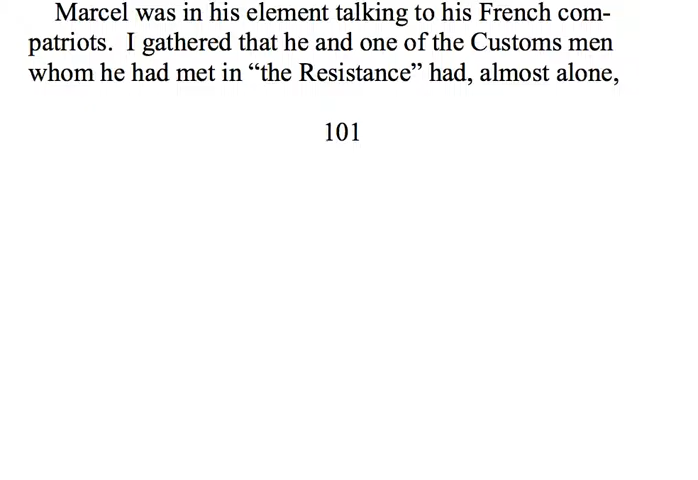 Marcel was in his element talking to his French com-
patriots.  I gathered that he and one of the Customs men
whom he had met in “the Resistance” had, almost alone,
101